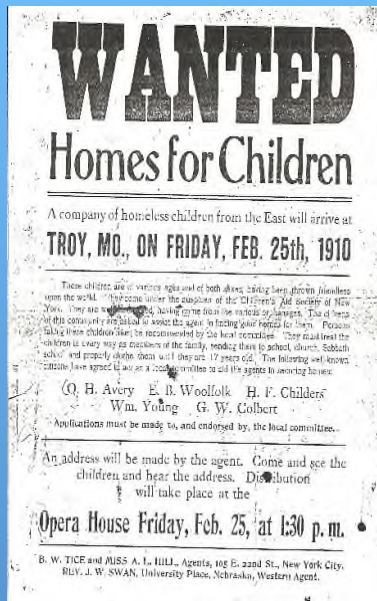 WANTED
Homes for Children
A company of homeless children from the East will arrive at
TROY, MO., ON FRIDAY, FEB. 25th, 1910
These children are of various ages and of both sexes, having been thrown friendless
upon the world. They come under the auspices of the Children's Aid Society of New
York. They are well, having come from the various orphanages. The citizens
of this community are asked to assist the agent in finding good homes for them. Persons
taking these children must be recommended by the local committee. They must treat the
children in every way as members of the family, sending them to school, church, Sabbath
school and properly clothe them until they are 17 years old. The following well-known
citizens have agreed to act as a local committee to aid the agents in securing homes:
O. H. Avery E. B. Woolfolk H. F. Childers
Wm. Young G. W. Colbert
Applications must be made to, and endorsed by, the local committee.
An address will be made by the agent. Come and see the
children and hear the address. Distribution
will take place at the
Opera House Friday, Feb. 25, at 1:30 p. m.
B. W. TICE and MISS A. L. HILL, Agents, 105 E. 22nd St., New York City.
REV. J. W. SWAN, University Place, Nebraska, Western Agent.